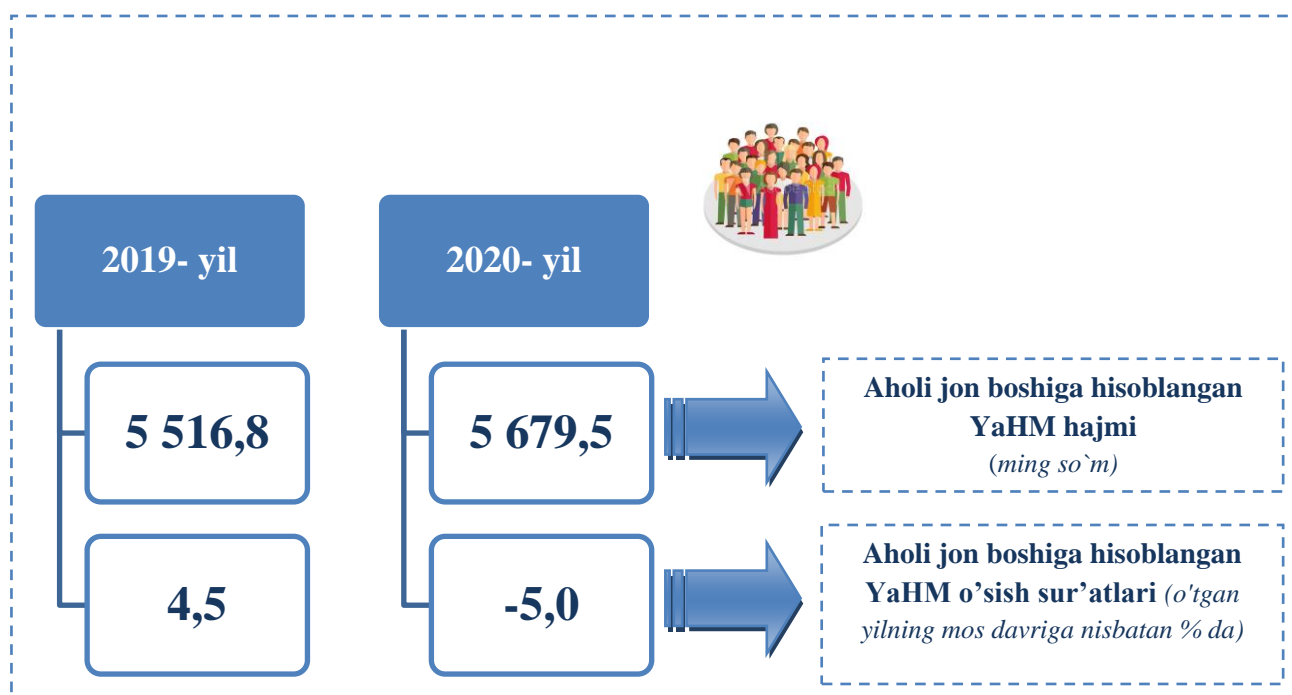 2019- yil
2020- yil
5 516,8
5 679,5
Aholi jon boshiga hisoblangan
YaHM hajmi
(ming so`m)
4,5
-5,0
Aholi jon boshiga hisoblangan
YaHM o’sish sur’atlari (o'tgan
yilning mos davriga nisbatan % da)